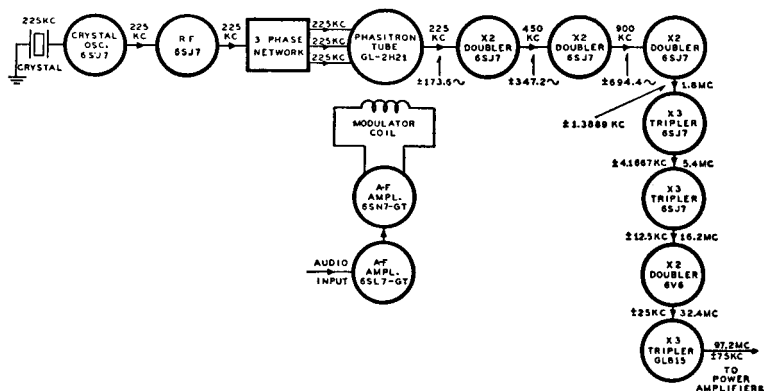 225KC
CRYSTAL
CRYSTAL
OSC.
6SJ7
225
KC
R F
6SJ7
225
KC
3 PHASE
NETWORK
225KC
225KC
225KC
PHASITRON
TUBE
GL-2H21
225
KC
±173.6~
X2
DOUBLER
6SJ7
450
KC
±347.2~
X2
DOUBLER
6SJ7
900
KC
±694.4~
X2
DOUBLER
6SJ7
1.8MC
±1.3889 KC
X3
TRIPLER
6SJ7
±4.1667KC
5.4MC
X3
TRIPLER
6SJ7
±12.5KC
16.2MC
X2
DOUBLER
6V6
±25KC
32.4MC
X3
TRIPLER
GL815
97.2MC
±75KC
TO
POWER
AMPLIFIERS
MODULATOR
COIL
A-F
AMPL.
6SN7-GT
AUDIO
INPUT
A-F
AMPL.
6SL7-GT